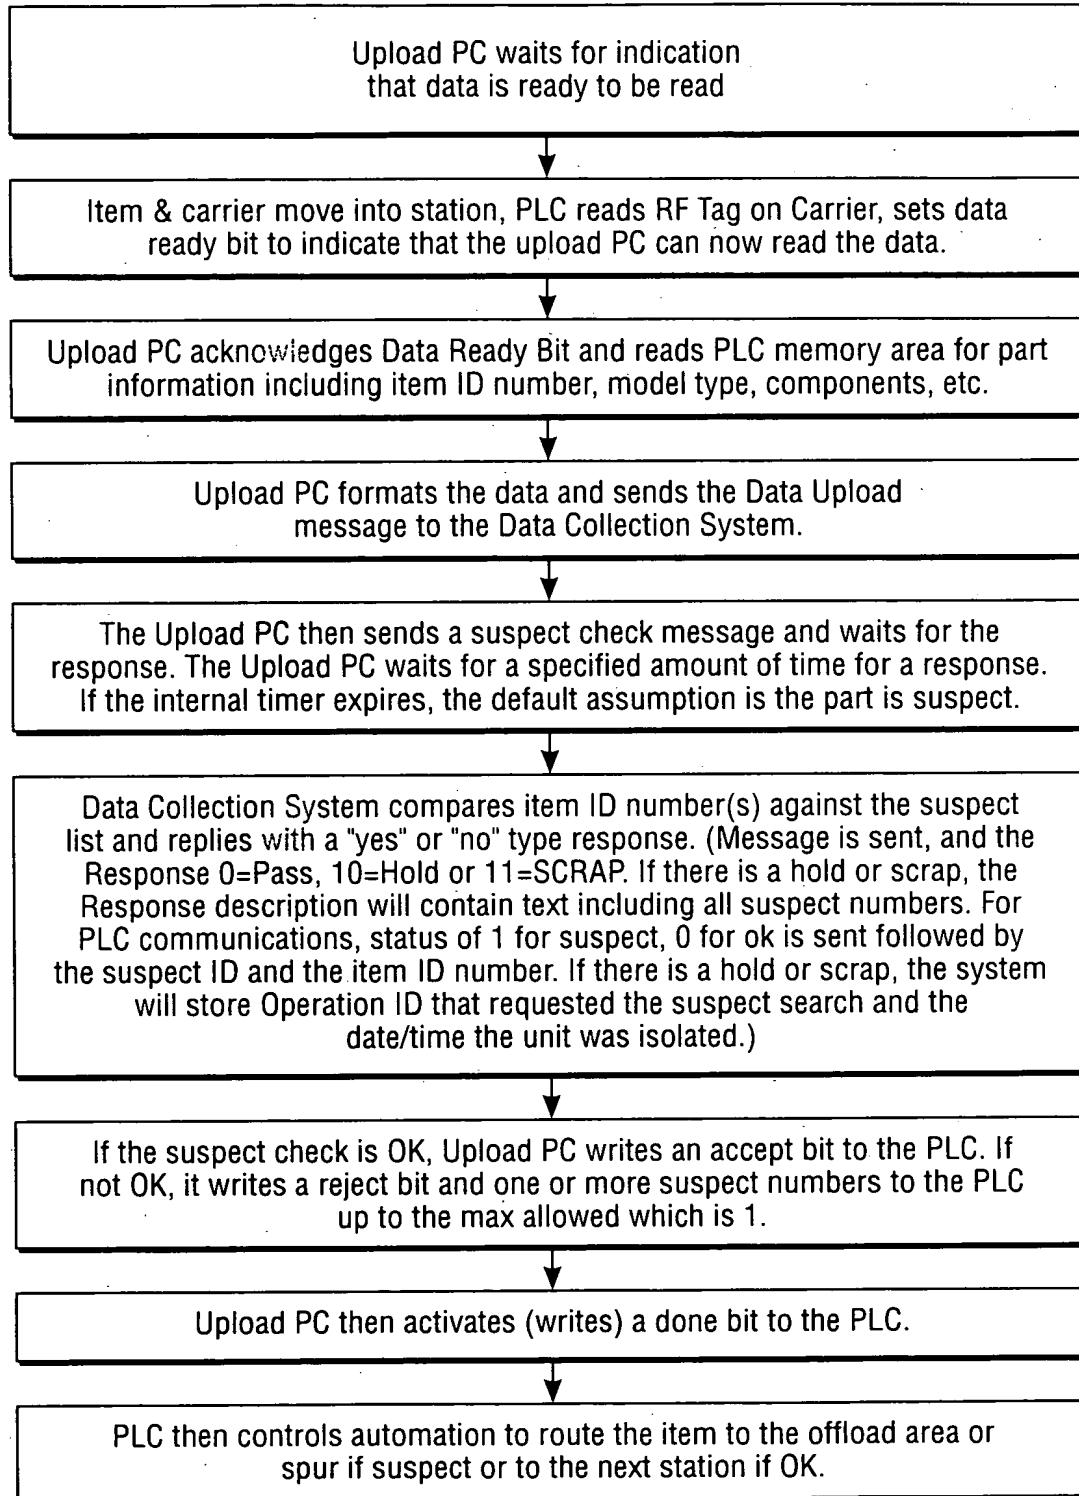 Upload PC waits for indication
that data is ready to be read
Item & carrier move into station, PLC reads RF Tag on Carrier, sets data
ready bit to indicate that the upload PC can now read the data.
Upload PC acknowledges Data Ready Bit and reads PLC memory area for part
information including item ID number, model type, components, etc.
Upload PC formats the data and sends the Data Upload
message to the Data Collection System.
The Upload PC then sends a suspect check message and waits for the
response. The Upload PC waits for a specified amount of time for a response.
If the internal timer expires, the default assumption is the part is suspect.
Data Collection System compares item ID number(s) against the suspect
list and replies with a "yes" or "no" type response. (Message is sent, and the
Response 0=Pass, 10=Hold or 11=SCRAP. If there is a hold or scrap, the
Response description will contain text including all suspect numbers. For
PLC communications, status of 1 for suspect, 0 for ok is sent followed by
the suspect ID and the item ID number. If there is a hold or scrap, the system
will store Operation ID that requested the suspect search and the
date/time the unit was isolated.)
If the suspect check is OK, Upload PC writes an accept bit to the PLC. If
not OK, it writes a reject bit and one or more suspect numbers to the PLC
up to the max allowed which is 1.
Upload PC then activates (writes) a done bit to the PLC.
PLC then controls automation to route the item to the offload area or
spur if suspect or to the next station if OK.